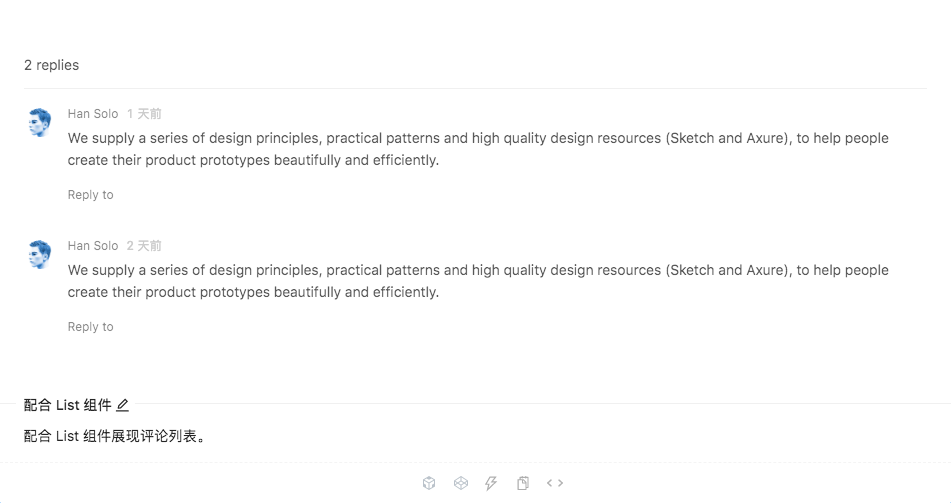 2 replies
Han Solo 1 天前
We supply a series of design principles, practical patterns and high quality design resources (Sketch and Axure), to help people
create their product prototypes beautifully and efficiently.
Reply to
Han Solo 2 天前
We supply a series of design principles, practical patterns and high quality design resources (Sketch and Axure), to help people
create their product prototypes beautifully and efficiently.
Reply to
配合 List 组件
配合 List 组件展现评论列表。